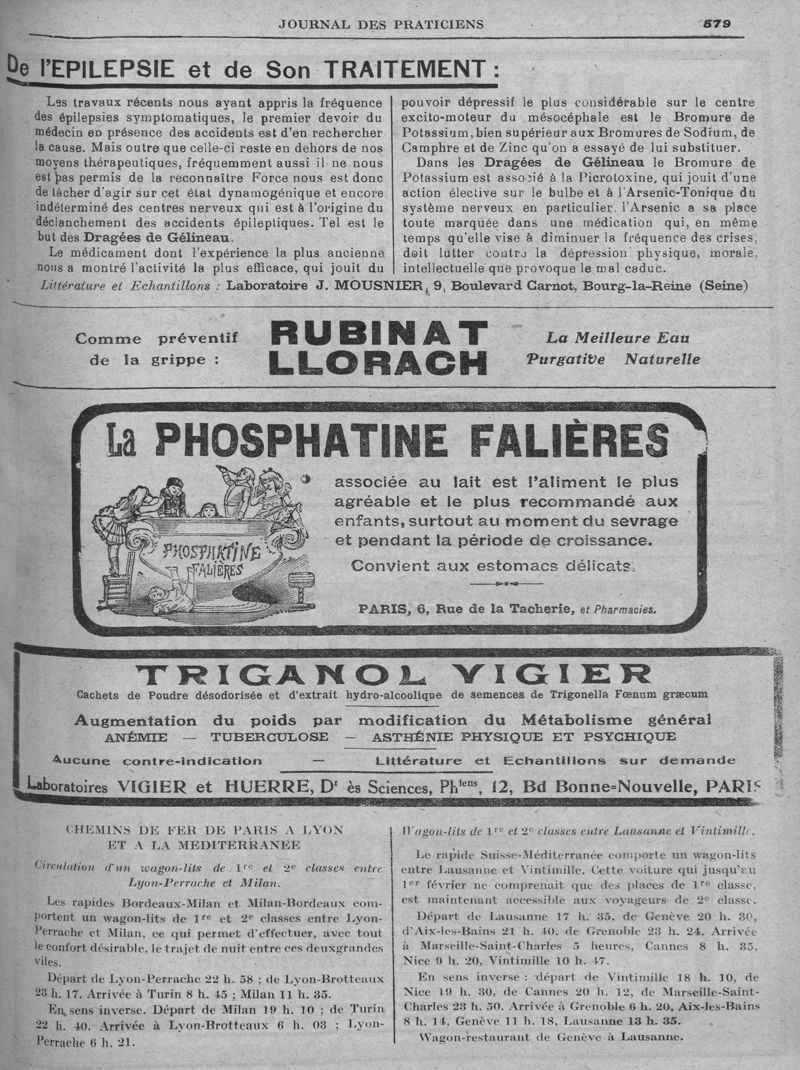 JOURNAL DES PRATICIENS 579
De l'EPILEPSIE et de Son TRAITEMENT :
Les travaux récents nous ayant appris la fréquence
des épilepsies symptomatiques, le premier devoir du
médecin en présence des accidents est d'en rechercher
la cause. Mais outre que celle-ci reste en dehors de nos
moyens thérapeutiques, fréquemment aussi il ne nous
est pas permis de la reconnaître Force nous est donc
de tâcher d'agir sur cet état dynamogénique et encore
indéterminé des centres nerveux qui est à l'origine du
déclanchement des accidents épileptiques. Tel est le
but des Dragées de Gélineau.
Le médicament dont l'expérience la plus ancienne
nous a montré l'activité la plus efficace, qui jouit du
pouvoir dépressif le plus considérable sur le centre
excito-moteur du mésocéphale est le Bromure de
Potassium, bien supérieur aux Bromures de Sodium, de
Camphre et de Zinc qu'on a essayé de lui substituer.
Dans les Dragées de Gélineau le Bromure de
Potassium est associé à la Picrotoxine, qui jouit d'une
action élective sur le bulbe et à l'Arsenic-Tonique du
système nerveux en particulier. l'Arsenic a sa place
toute marquée dans une médication qui, en même
temps qu'elle vise à diminuer la fréquence des crises,
doit lutter contre la dépression physique, morale,
intellectuelle que provoque le mal caduc.
Littérature et Echantillons : Laboratoire J. MOUSNIER, 9, Boulevard Carnot, Bourg-la-Reine (Seine)
Comme préventif
de la grippe :
RUBINAT
LLORACH
La Meilleure Eau
Purgative Naturelle
La PHOSPHATINE FALIÈRES
PHOSPHATINE
FALIÈRES
associée au lait est l'aliment le plus
agréable et le plus recommandé aux
enfants, surtout au moment du sevrage
et pendant la période de croissance.
Convient aux estomacs délicats.
PARIS, 6, Rue de la Tacherie, et Pharmacies.
TRIGANOL VIGIER
Cachets de Poudre désodorisée et d'extrait hydro-alcoolique de semences de Trigonella Fœnum græcum
Augmentation du poids par modification du Métabolisme général
ANÉMIE — TUBERCULOSE — ASTHÉNIE PHYSIQUE ET PSYCHIQUE
Aucune contre-indication — Littérature et Echantillons sur demande
Laboratoires VIGIER et HUERRE, Dr ès Sciences, Phiens, 12, Bd Bonne=Nouvelle, PARIS
CHEMINS DE FER DE PARIS A LYON
ET A LA MEDITERRANEE
Circulation d'un wagon-lits de 1re et 2e classes entre
Lyon-Perrache et Milan.
Les rapides Bordeaux-Milan et Milan-Bordeaux com-
portent un wagon-lits de 1re et 2e classes entre Lyon-
Perrache et Milan, ce qui permet d'effectuer, avec tout
le confort désirable, le trajet de nuit entre ces deuxgrandes
viles.
Départ de Lyon-Perrache 22 h. 58 ; de Lyon-Brotteaux
23 h. 17. Arrivée à Turin 8 h. 45 ; Milan 11 h. 35.
En sens inverse. Départ de Milan 19 h. 10 ; de Turin
22 h. 40. Arrivée à Lyon-Brotteaux 6 h. 03 ; Lyon-
Perrache 6 h. 21.
Wagon-lits de 1re et 2e classes entre Lausanne et Vintimille.
Le rapide Suisse-Méditerranée comporte un wagon-lits
entre Lausanne et Vintimille. Cette voiture qui jusqu'au
1er février ne comprenait que des places de 1re classe,
est maintenant accessible aux voyageurs de 2e classe.
Départ de Lausanne 17 h. 35, de Genève 20 h. 30,
d'Aix-les-Bains 21 h. 40, de Grenoble 23 h. 24. Arrivée
à Marseille-Saint-Charles 5 heures, Cannes 8 h. 35,
Nice 9 h. 20, Vintimille 10 h. 47.
En sens inverse : départ de Vintimille 18 h. 10, de
Nice 19 h. 30, de Cannes 20 h. 12, de Marseille-Saint-
Charles 23 h. 50. Arrivée à Grenoble 6 h. 20, Aix-les-Bains
8 h. 14, Genève 11 h. 18, Lausanne 13 h. 35.
Wagon-restaurant de Genève à Lausanne.